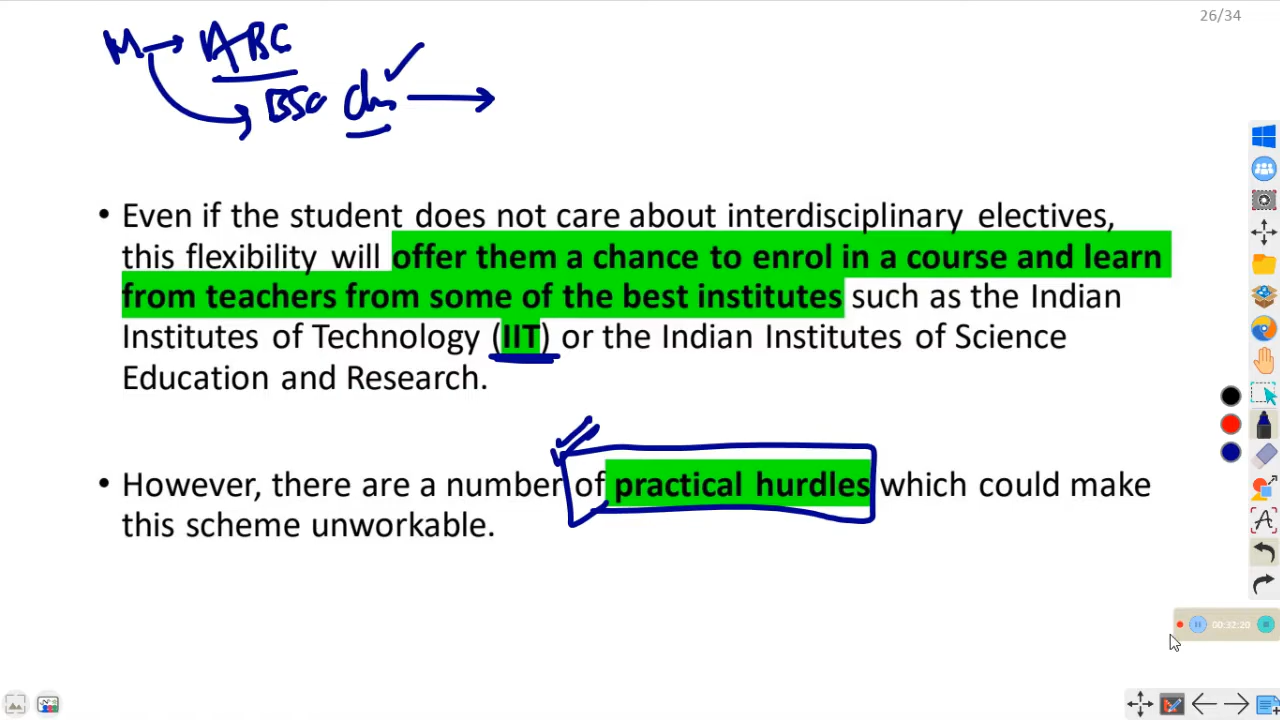 26/34
M → ABC
BSc
• Even if the student does not care about interdisciplinary electives,
this flexibility will offer them a chance to enrol in a course and learn
from teachers from some of the best institutes such as the Indian
Institutes of Technology (IIT) or the Indian Institutes of Science
Education and Research.
• However, there are a number of practical hurdles which could make
this scheme unworkable.
00:32:20